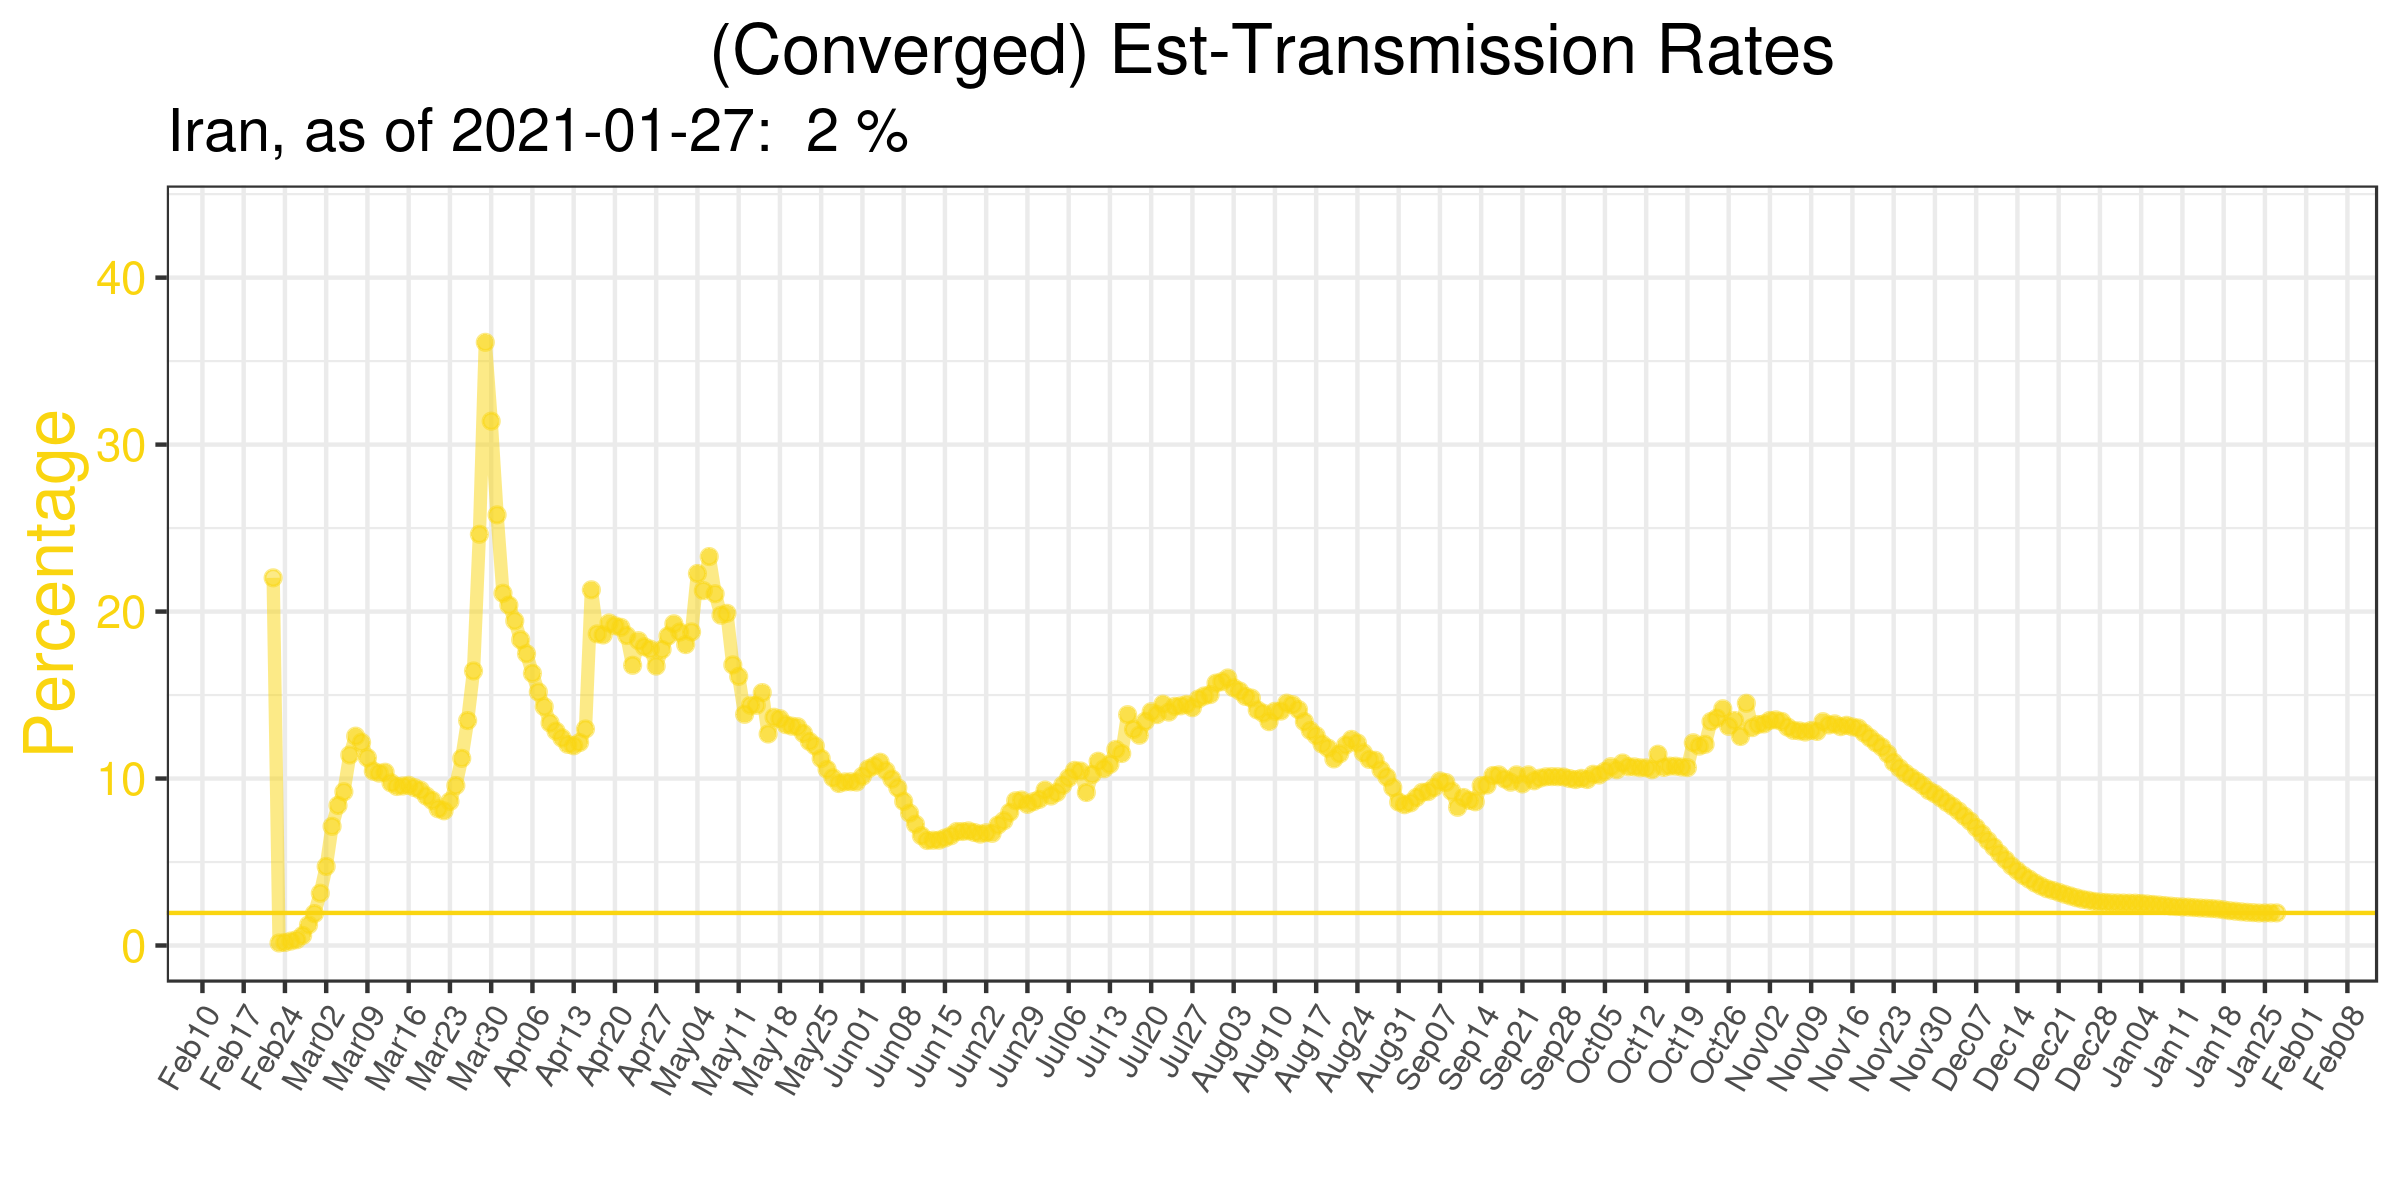 (Converged) Est-Transmission Rates
Iran, as of 2021-01-27:  2 %
Percentage
40
30
20
10
0
Feb10
Feb17
Feb24
Mar02
Mar09
Mar16
Mar23
Mar30
Apr06
Apr13
Apr20
Apr27
May04
May11
May18
May25
Jun01
Jun08
Jun15
Jun22
Jun29
Jul06
Jul13
Jul20
Jul27
Aug03
Aug10
Aug17
Aug24
Aug31
Sep07
Sep14
Sep21
Sep28
Oct05
Oct12
Oct19
Oct26
Nov02
Nov09
Nov16
Nov23
Nov30
Dec07
Dec14
Dec21
Dec28
Jan04
Jan11
Jan18
Jan25
Feb01
Feb08